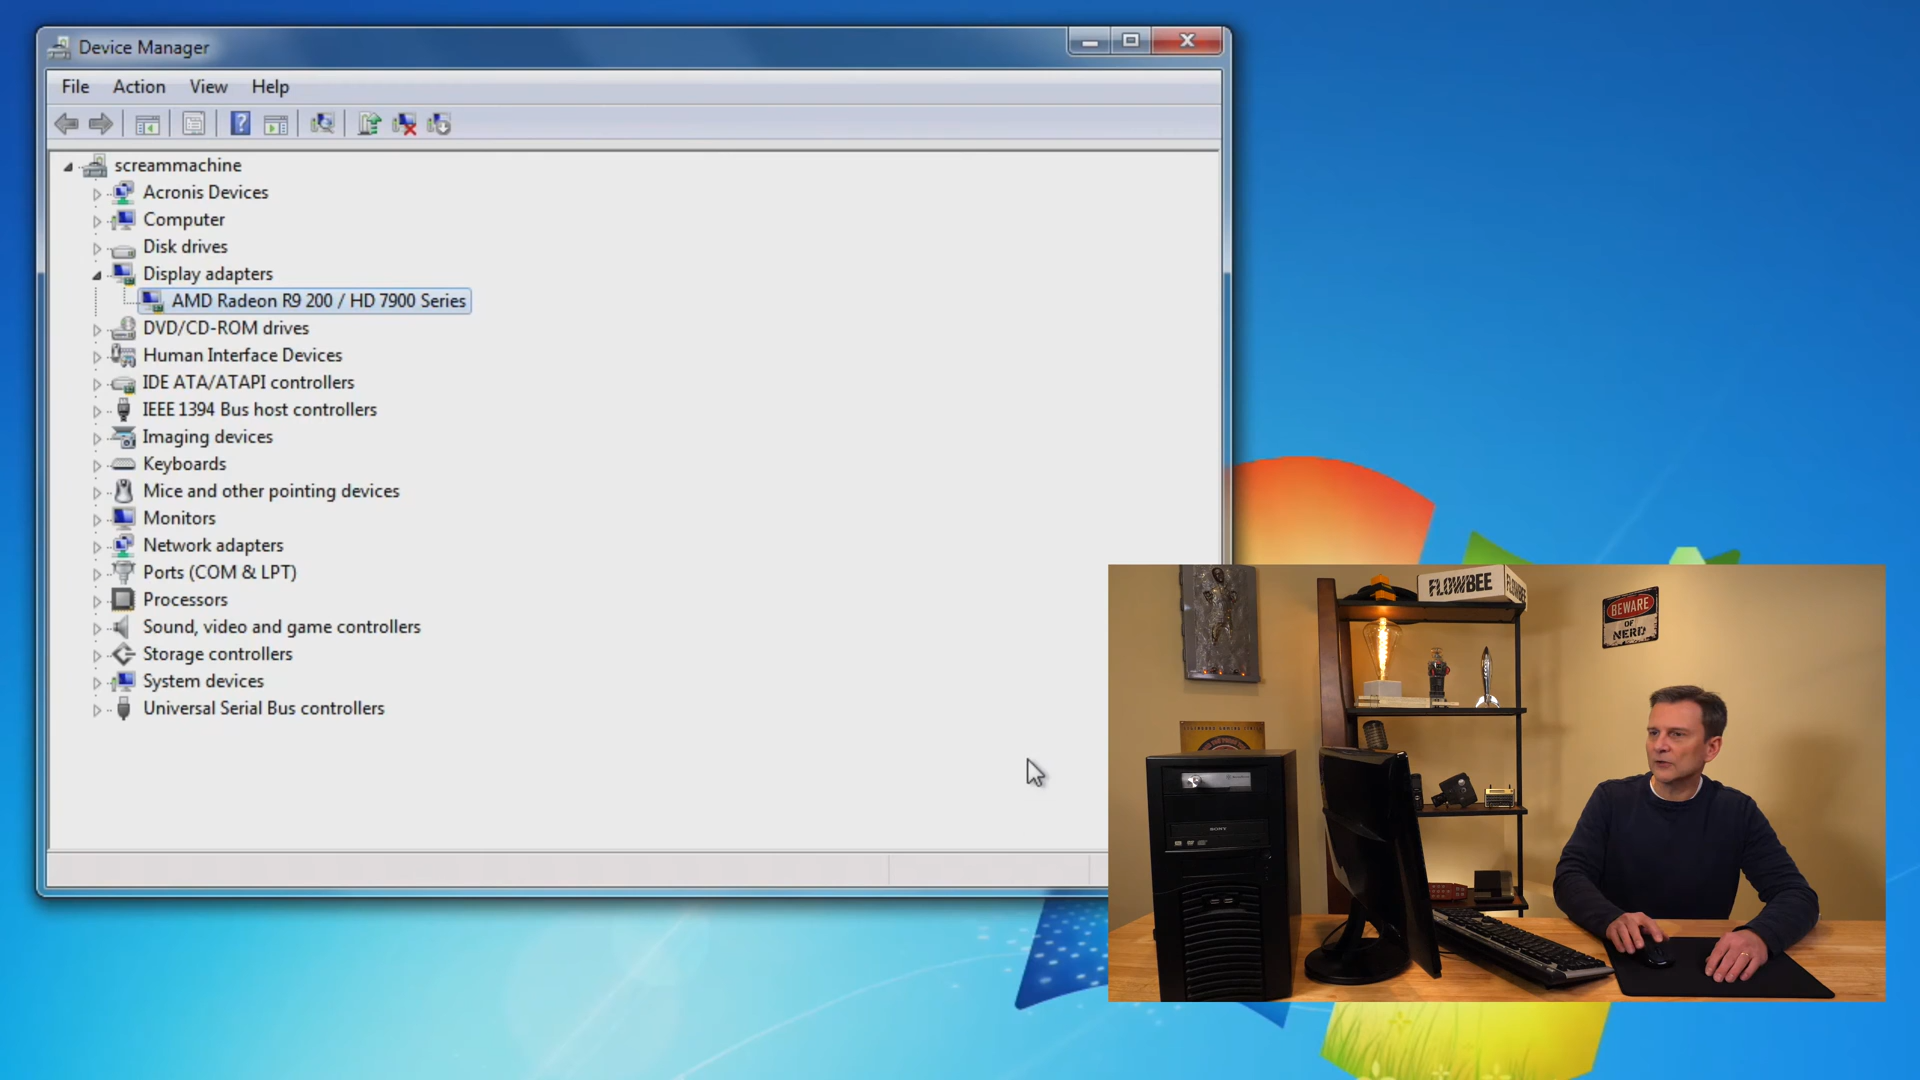 Device Manager
File Action View Help
screammachine
Acronis Devices
Computer
Disk drives
Display adapters
AMD Radeon R9 200 / HD 7900 Series
DVD/CD-ROM drives
Human Interface Devices
IDE ATA/ATAPI controllers
IEEE 1394 Bus host controllers
Imaging devices
Keyboards
Mice and other pointing devices
Monitors
Network adapters
Ports (COM & LPT)
Processors
Sound, video and game controllers
Storage controllers
System devices
Universal Serial Bus controllers
FLOWBEE
BEWARE
OF
NERD
SONY